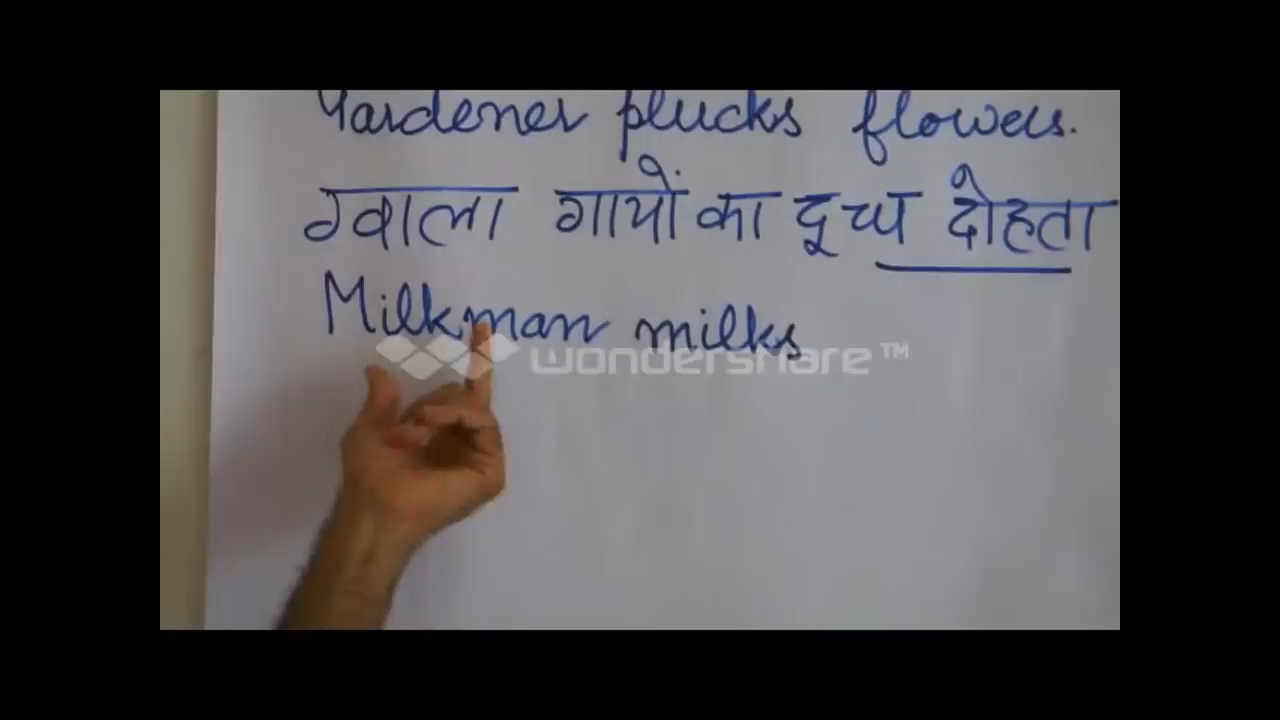 Gardener plucks flowers.
ग्वाला गायों का दूध दोहता
Milkman milks
wondershare™